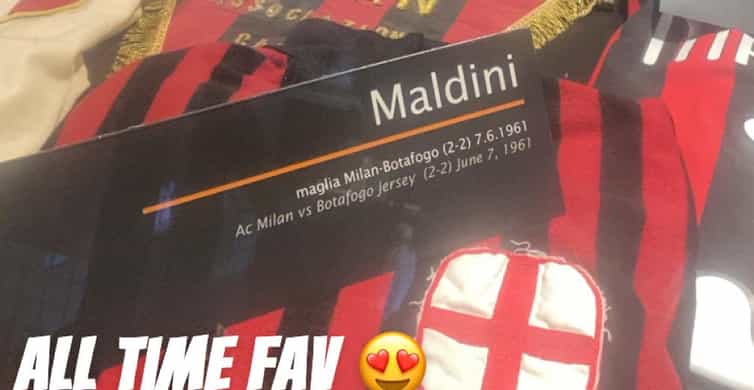 ASSOCIATION
Maldini
maglia Milan-Botafogo (2-2) 7.6.1961
Ac Milan vs Botafogo Jersey (2-2) June 7, 1961
ALL TIME FAV 😍